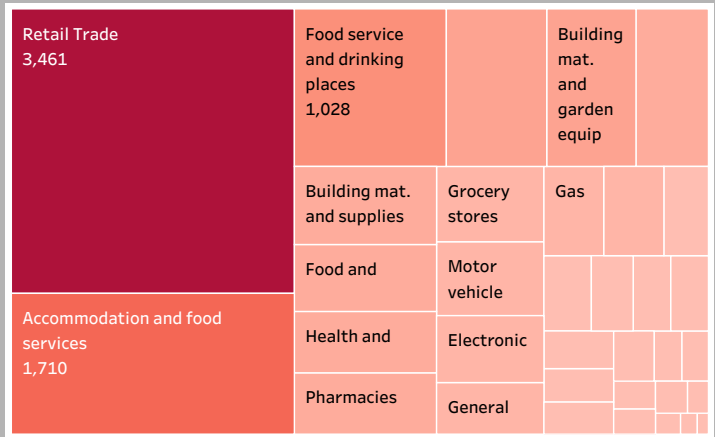 Retail Trade
3,461
Accommodation and food
services
1,710
Food service
and drinking
places
1,028
Building
mat.
and
garden
equip
Building mat.
and supplies
Food and
Health and
Pharmacies
Grocery
stores
Motor
vehicle
Electronic
General
Gas